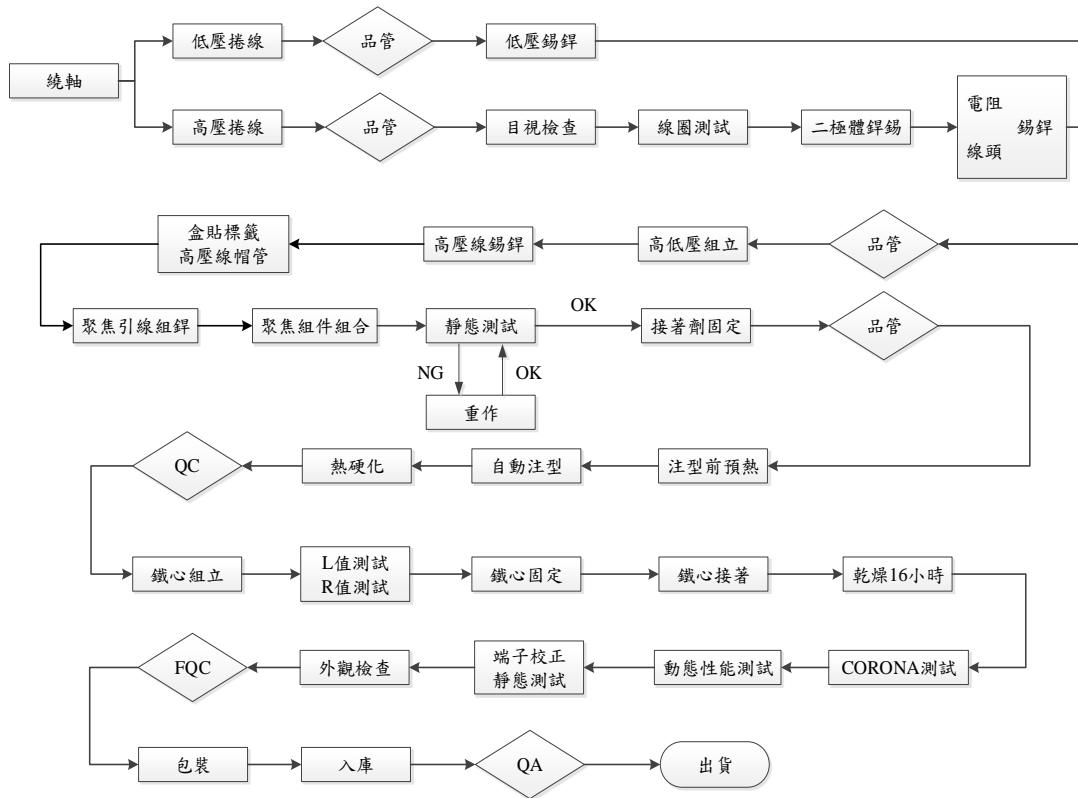 繞軸
低壓捲線
品管
低壓錫銲
高壓捲線
品管
目視檢查
線圈測試
二極體銲錫
電阻
錫銲
線頭
品管
高低壓組立
高壓線錫銲
盒貼標籤
高壓線帽管
聚焦引線組銲
聚焦組件組合
靜態測試
OK
接著劑固定
品管
NG
OK
重作
注型前預熱
自動注型
熱硬化
QC
鐵心組立
L值測試
R值測試
鐵心固定
鐵心接著
乾燥16小時
CORONA測試
動態性能測試
端子校正
靜態測試
外觀檢查
FQC
包裝
入庫
QA
出貨